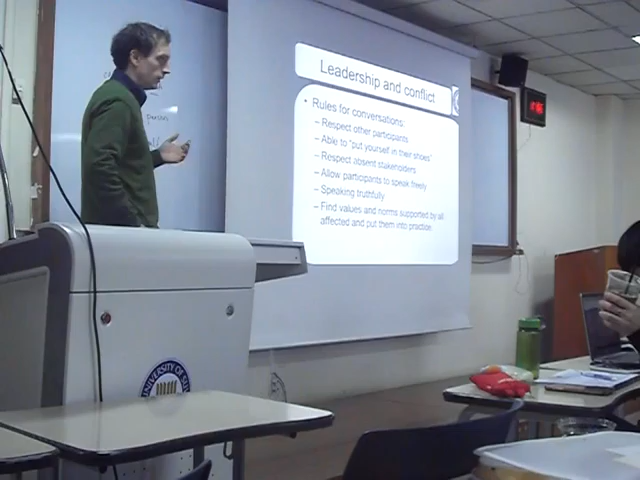 Leadership and conflict
• Rules for conversations:
– Respect other participants
– Able to "put yourself in their shoes"
– Respect absent stakeholders
– Allow participants to speak freely
– Speaking truthfully
– Find values and norms supported by all
affected and put them into practice
UNIVERSITY OF